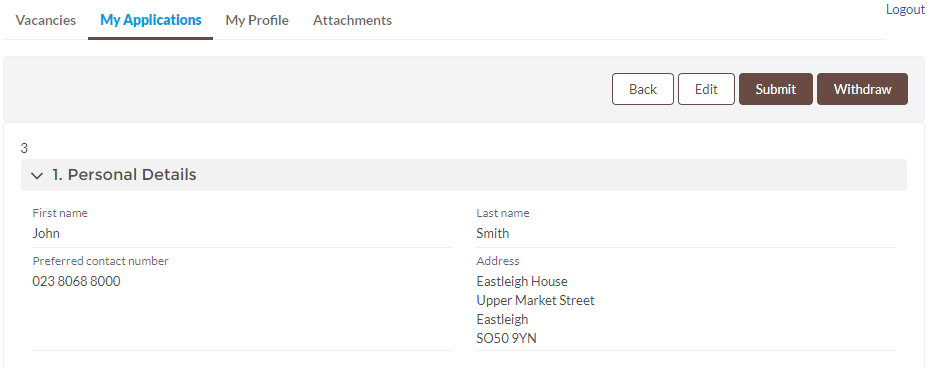 Vacancies My Applications My Profile Attachments Logout
Back Edit Submit Withdraw
3
1. Personal Details
First name Last name
John Smith
Preferred contact number Address
023 8068 8000 Eastleigh House
Upper Market Street
Eastleigh
SO50 9YN